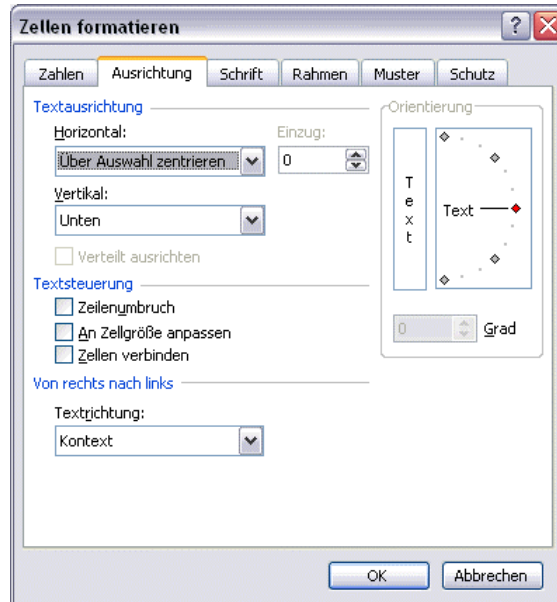 Zellen formatieren
Zahlen Ausrichtung Schrift Rahmen Muster Schutz
Textausrichtung
Horizontal:
Einzug:
Über Auswahl zentrieren
0
Vertikal:
Unten
Verteilt ausrichten
Textsteuerung
Zeilenumbruch
An Zellgröße anpassen
Zellen verbinden
Von rechts nach links
Textrichtung:
Kontext
Orientierung
T
e
x
t
Text
0 Grad
OK Abbrechen